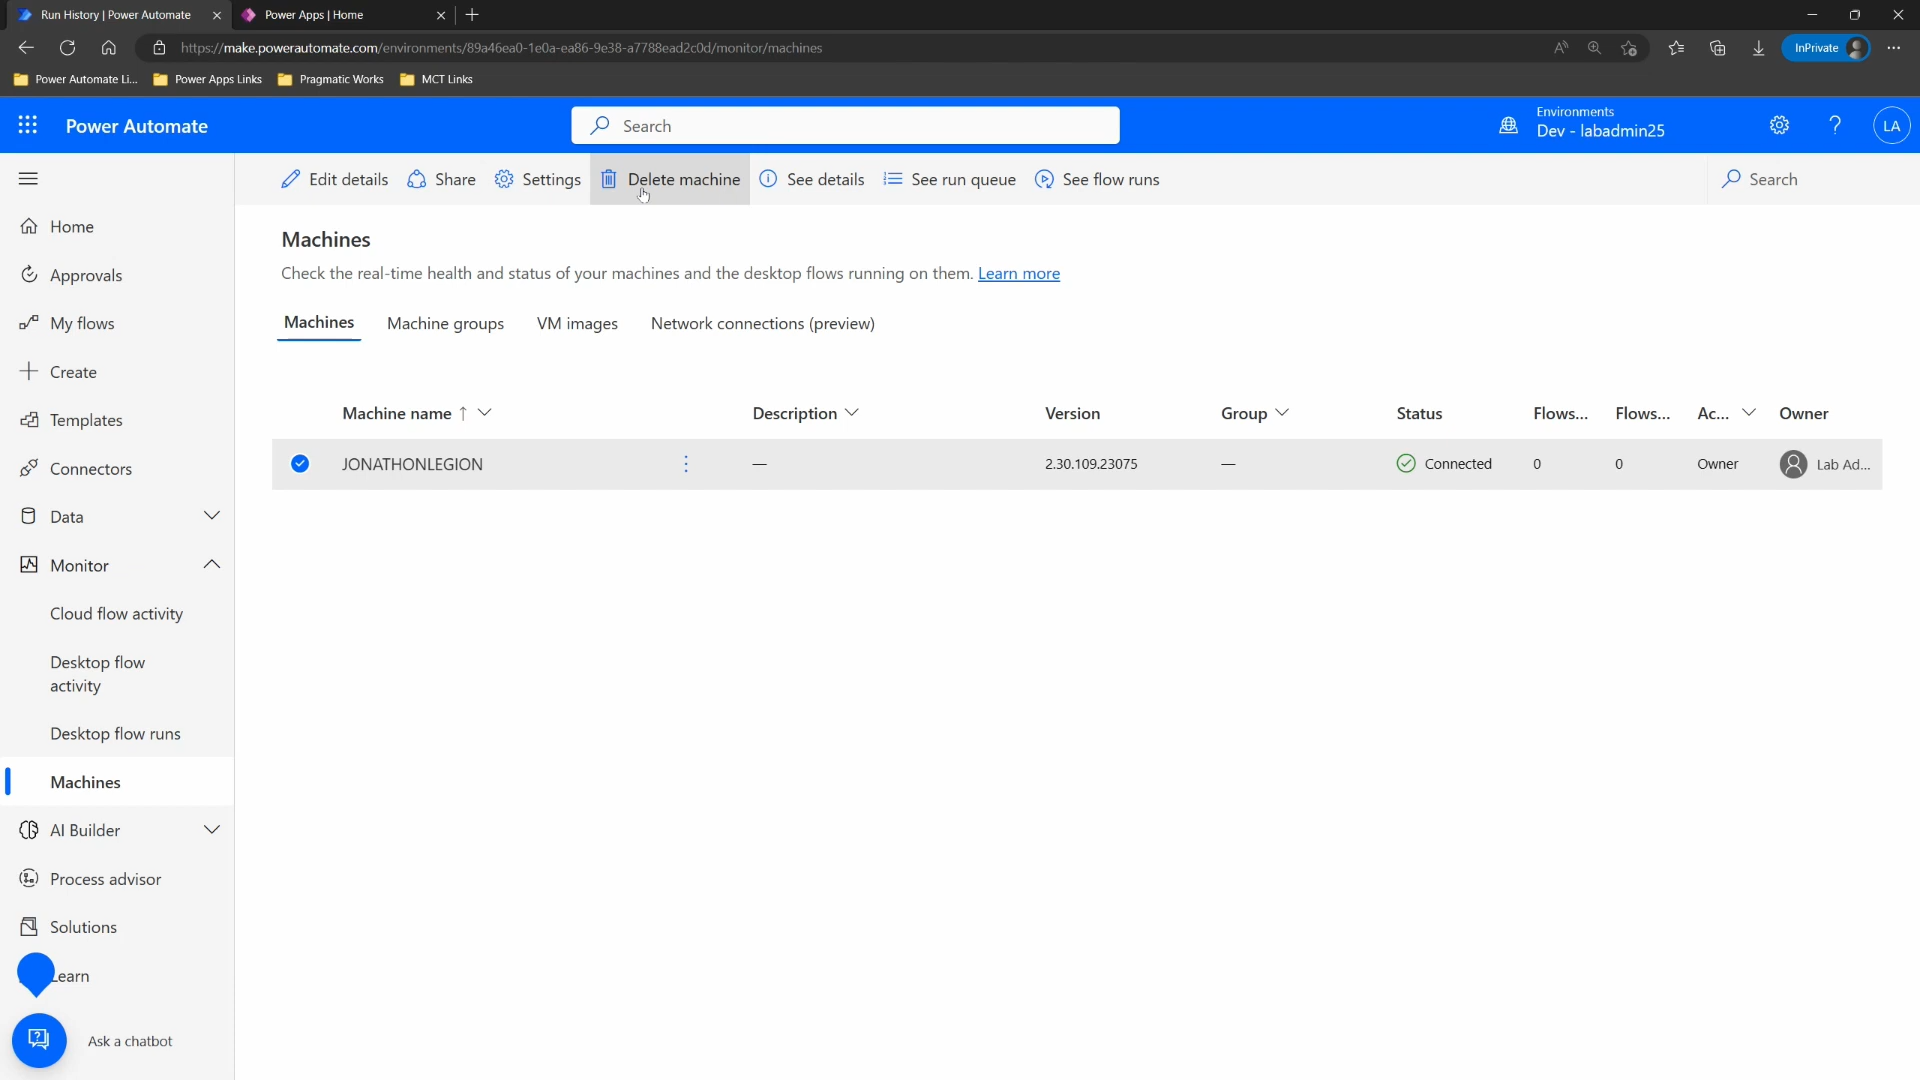 Run History | Power Automate
Power Apps | Home
https://make.powerautomate.com/environments/89a46ea0-1e0a-ea86-9e38-a7788ead2c0d/monitor/machines
InPrivate
Power Automate Li...
Power Apps Links
Pragmatic Works
MCT Links
Power Automate
Search
Environments
Dev - labadmin25
LA
Edit details
Share
Settings
Delete machine
See details
See run queue
See flow runs
Search
Home
Approvals
My flows
Create
Templates
Connectors
Data
Monitor
Cloud flow activity
Desktop flow
activity
Desktop flow runs
Machines
AI Builder
Process advisor
Solutions
earn
Ask a chatbot
Machines
Check the real-time health and status of your machines and the desktop flows running on them. Learn more
Machines
Machine groups
VM images
Network connections (preview)
Machine name ↑
Description
Version
Group
Status
Flows...
Flows...
Ac...
Owner
JONATHONLEGION
—
2.30.109.23075
—
Connected
0
0
Owner
Lab Ad...